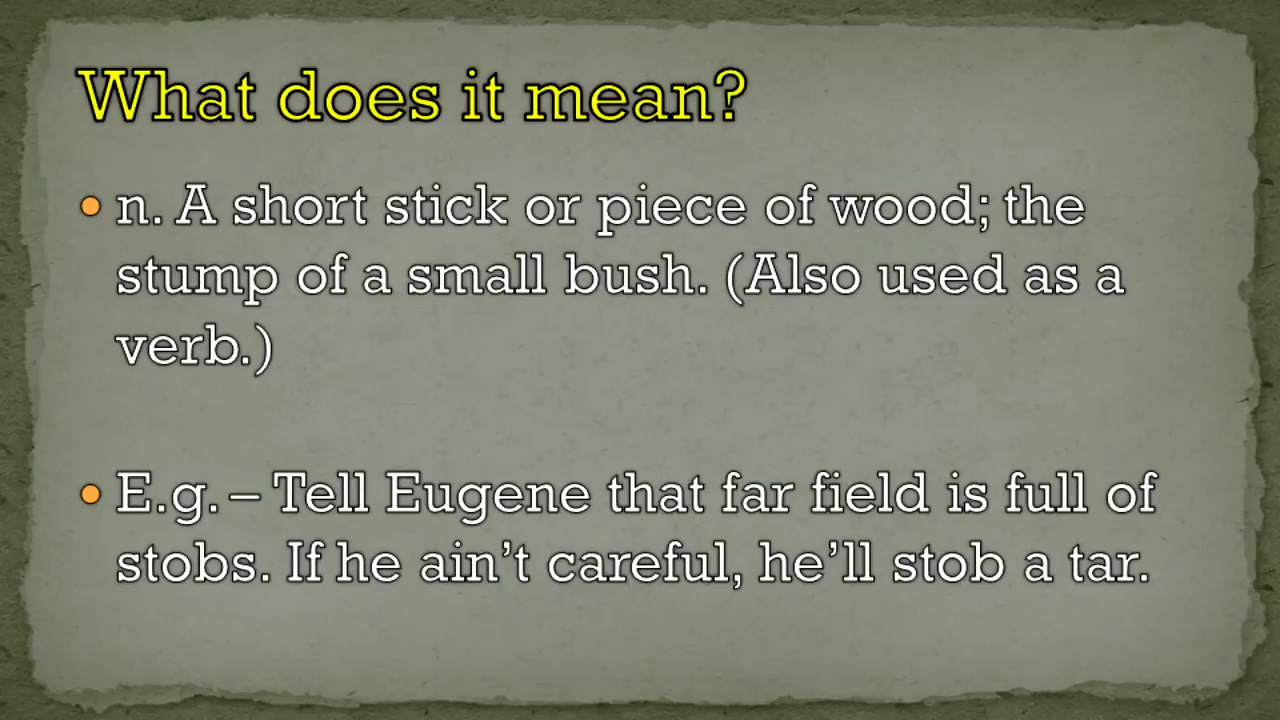 What does it mean?
n. A short stick or piece of wood; the
stump of a small bush. (Also used as a
verb.)
E.g. – Tell Eugene that far field is full of
stobs. If he ain’t careful, he’ll stob a tar.